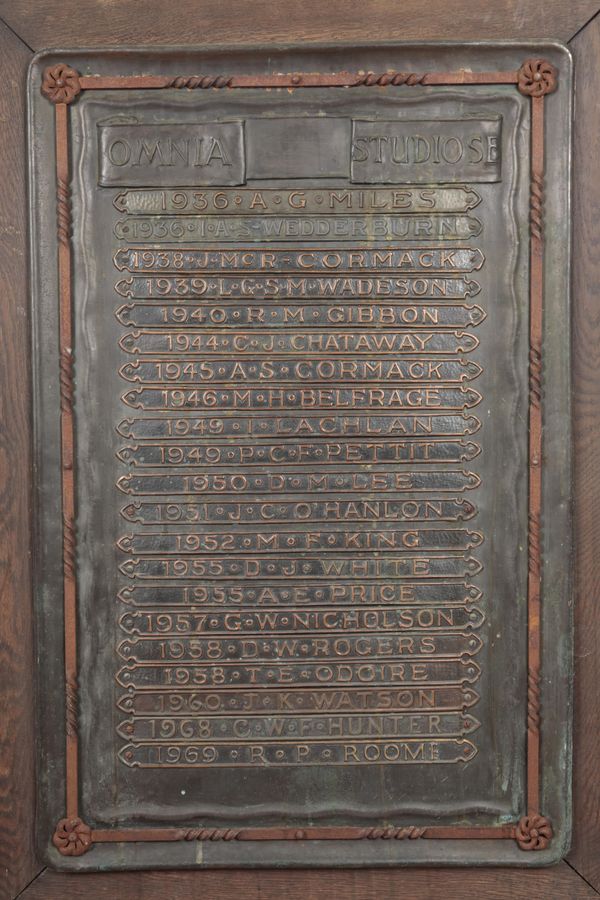 OMNIA STUDIOSE
1936 · A · G · MILES
1936 · I · A · S · WEDDERBURN
1938 · J · MCR · CORMACK
1939 · L · G · S · M · WADESON
1940 · R · M · GIBBON
1944 · C · J · CHATAWAY
1945 · A · S · CORMACK
1946 · M · H · BELFRAGE
1949 · I · LACHLAN
1949 · P · C · F · PETTIT
1950 · D · M · LEE
1951 · J · C · O'HANLON
1952 · M · F · KING
1955 · D · J · WHITE
1955 · A · E · PRICE
1957 · G · W · NICHOLSON
1958 · D · W · ROGERS
1958 · T · E ·
1960 · J · K · WATSON
1968 · C · W · F · HUNTER
1969 · R · P · ROOME